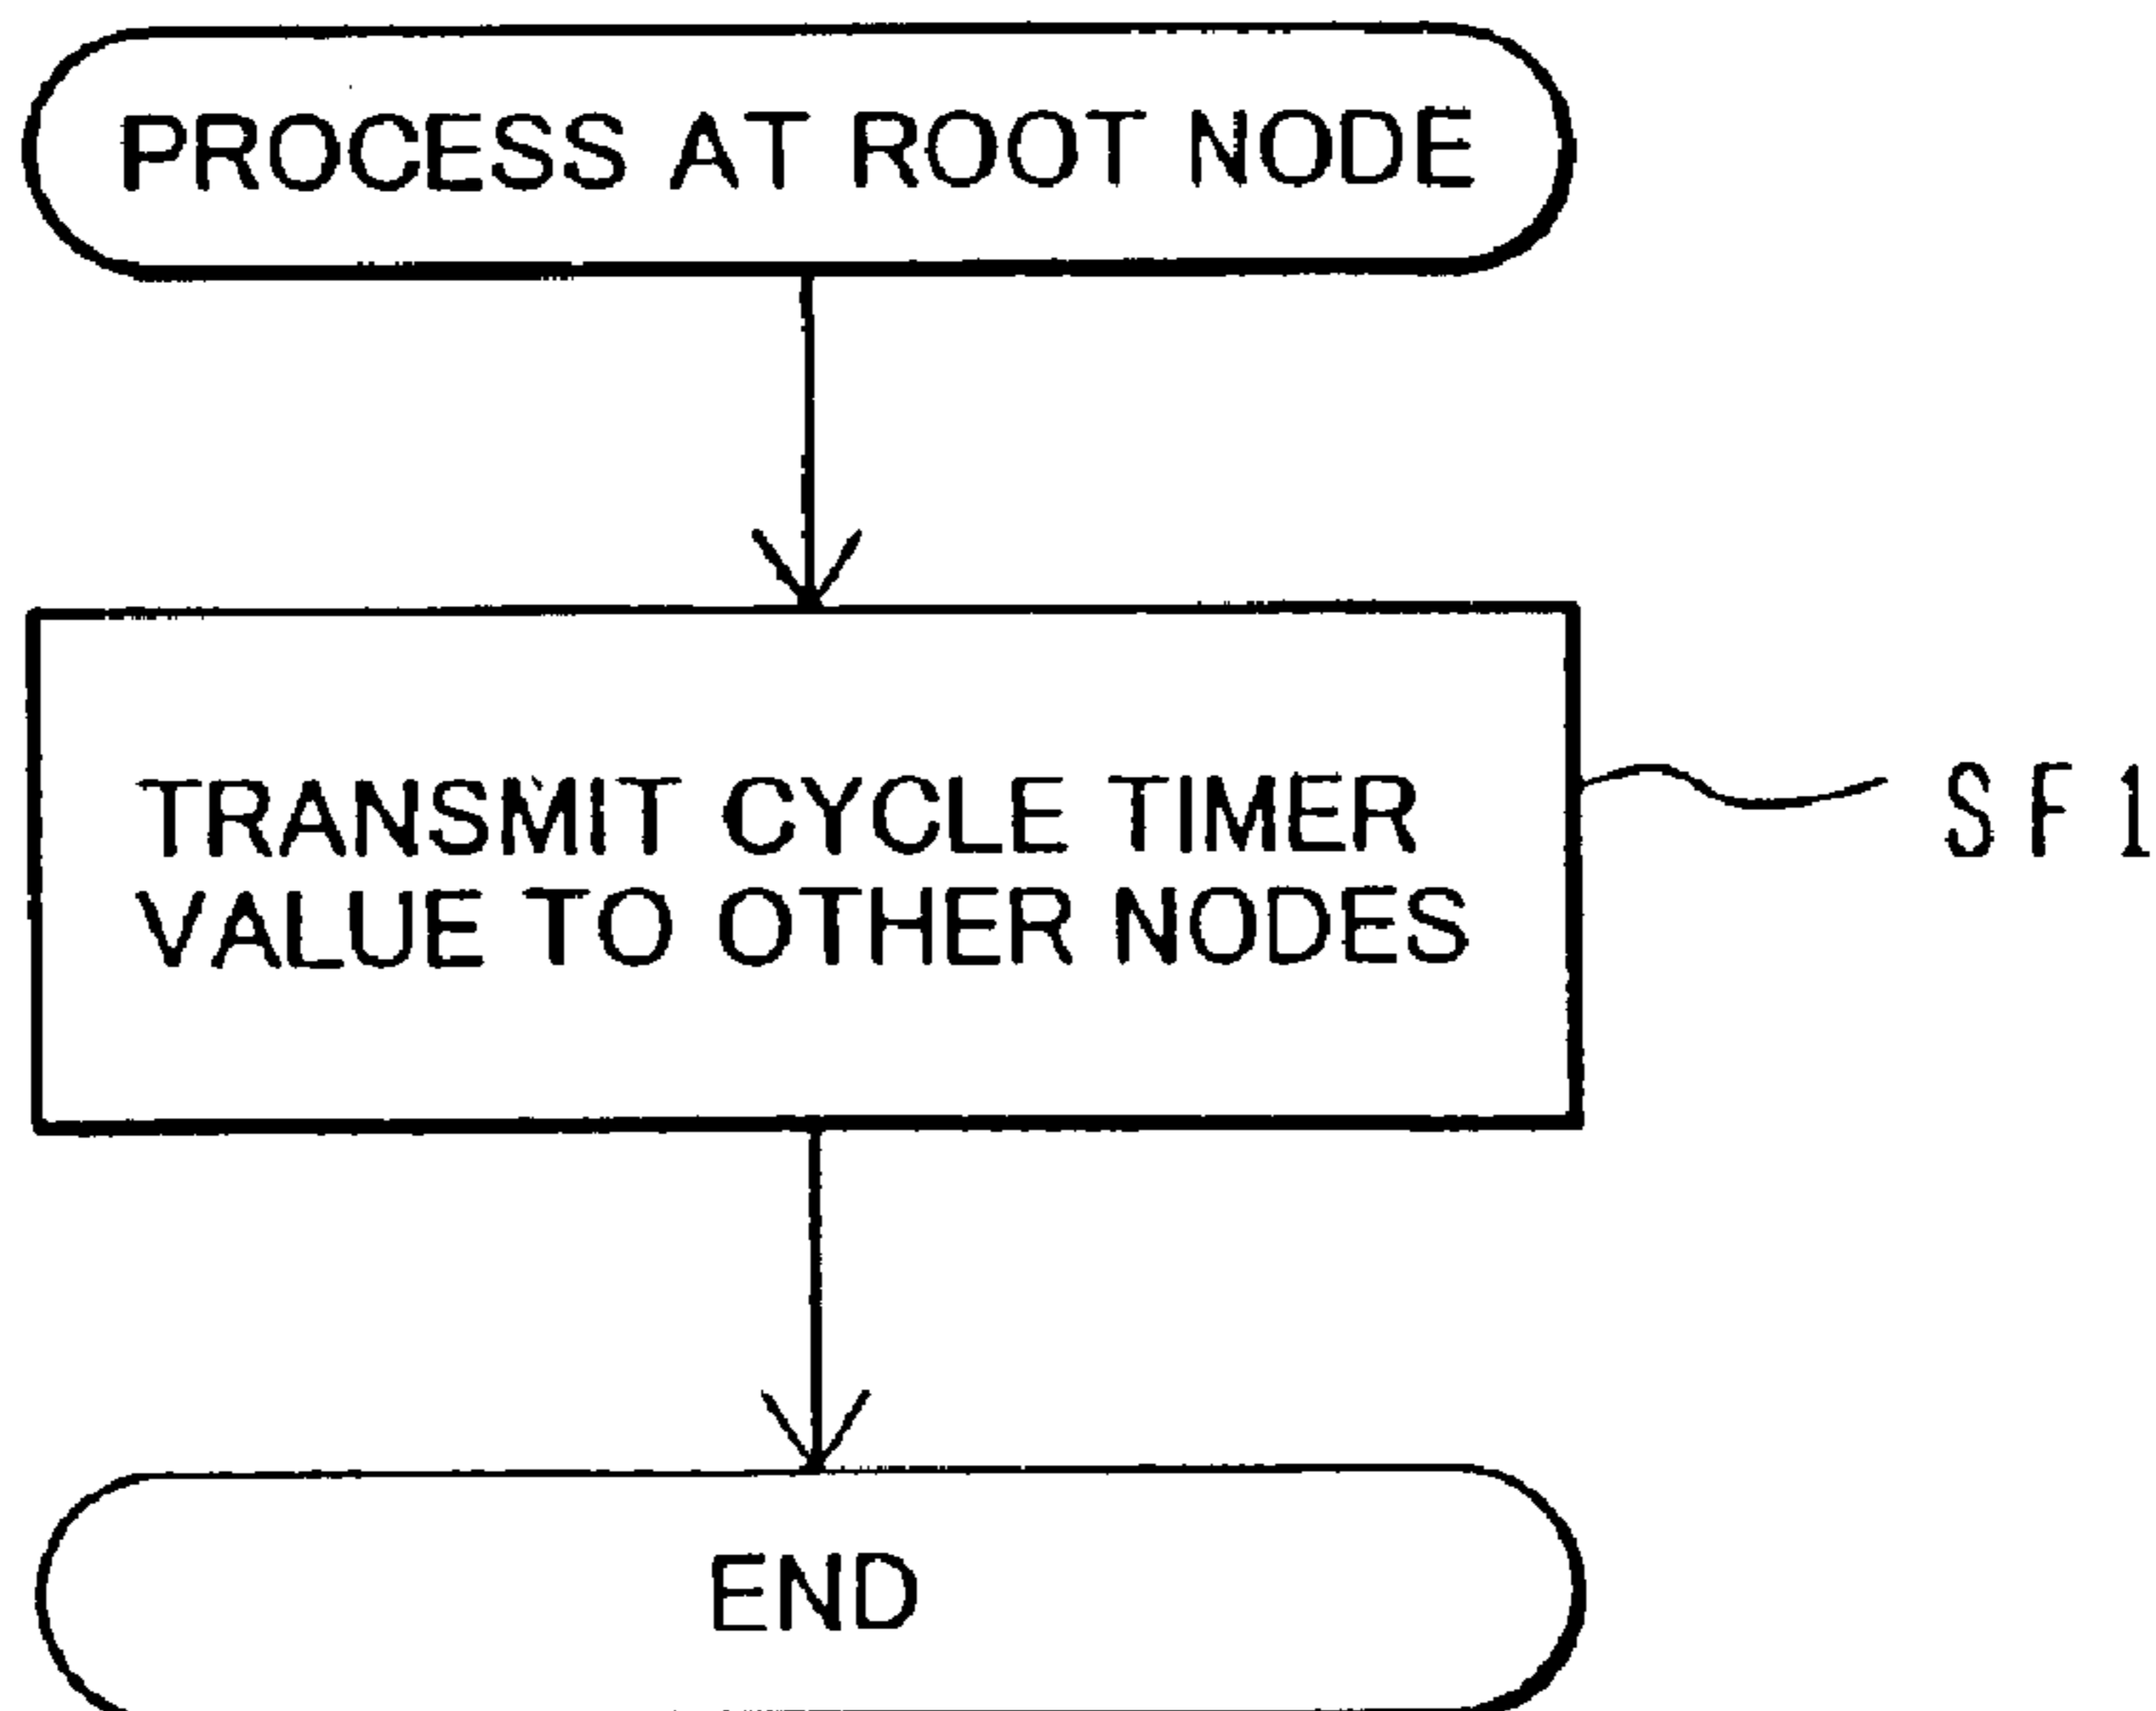 PROCESS AT ROOT NODE
TRANSMIT CYCLE TIMER
VALUE TO OTHER NODES
SF1
END